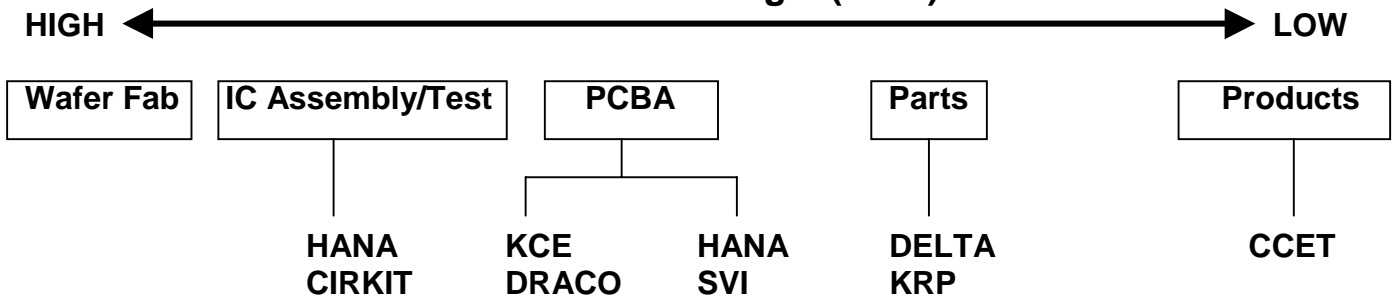 HIGH LOW
Wafer Fab IC Assembly/Test PCBA Parts Products
HANA KCE HANA DELTA CCET
CIRKIT DRACO SVI KRP